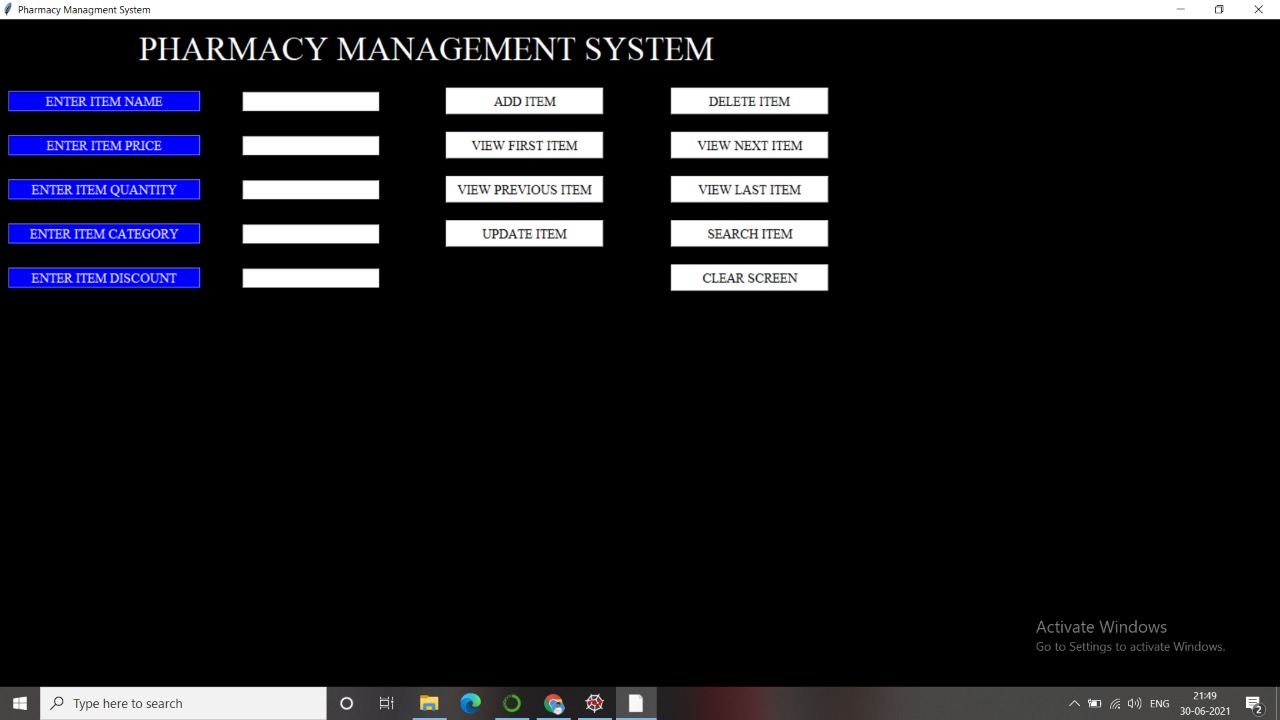 Pharmacy Managment System
PHARMACY MANAGEMENT SYSTEM
ENTER ITEM NAME
ADD ITEM
DELETE ITEM
ENTER ITEM PRICE
VIEW FIRST ITEM
VIEW NEXT ITEM
ENTER ITEM QUANTITY
VIEW PREVIOUS ITEM
VIEW LAST ITEM
ENTER ITEM CATEGORY
UPDATE ITEM
SEARCH ITEM
ENTER ITEM DISCOUNT
CLEAR SCREEN
Activate Windows
Go to Settings to activate Windows.
Type here to search
ENG
21:49
30-06-2021
2